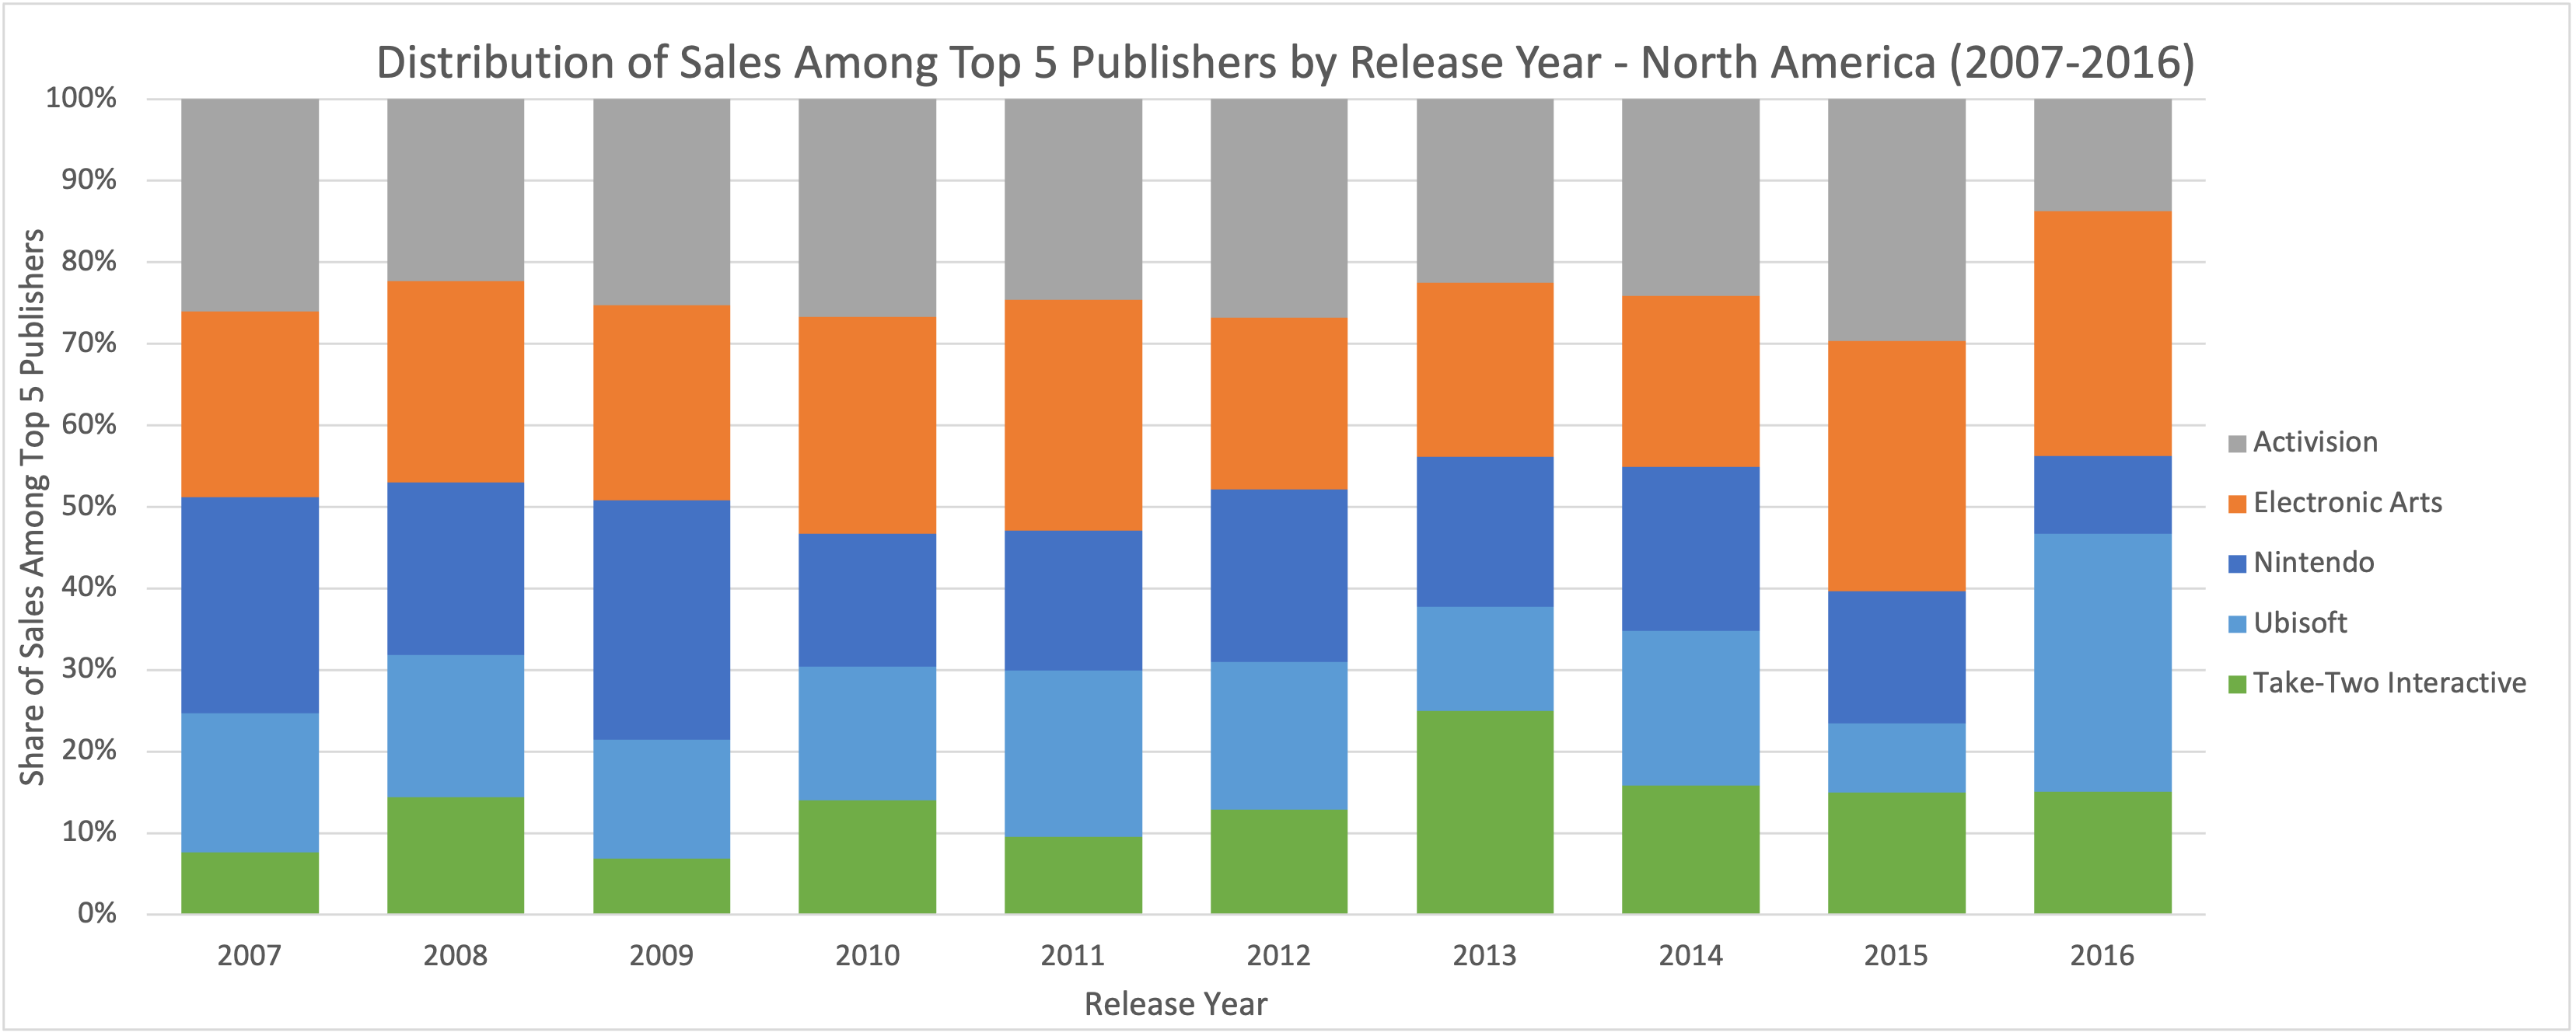 Distribution of Sales Among Top 5 Publishers by Release Year - North America (2007-2016)
Share of Sales Among Top 5 Publishers
100%
90%
80%
70%
60%
50%
40%
30%
20%
10%
0%
2007 2008 2009 2010 2011 2012 2013 2014 2015 2016
Release Year
Activision
Electronic Arts
Nintendo
Ubisoft
Take-Two Interactive